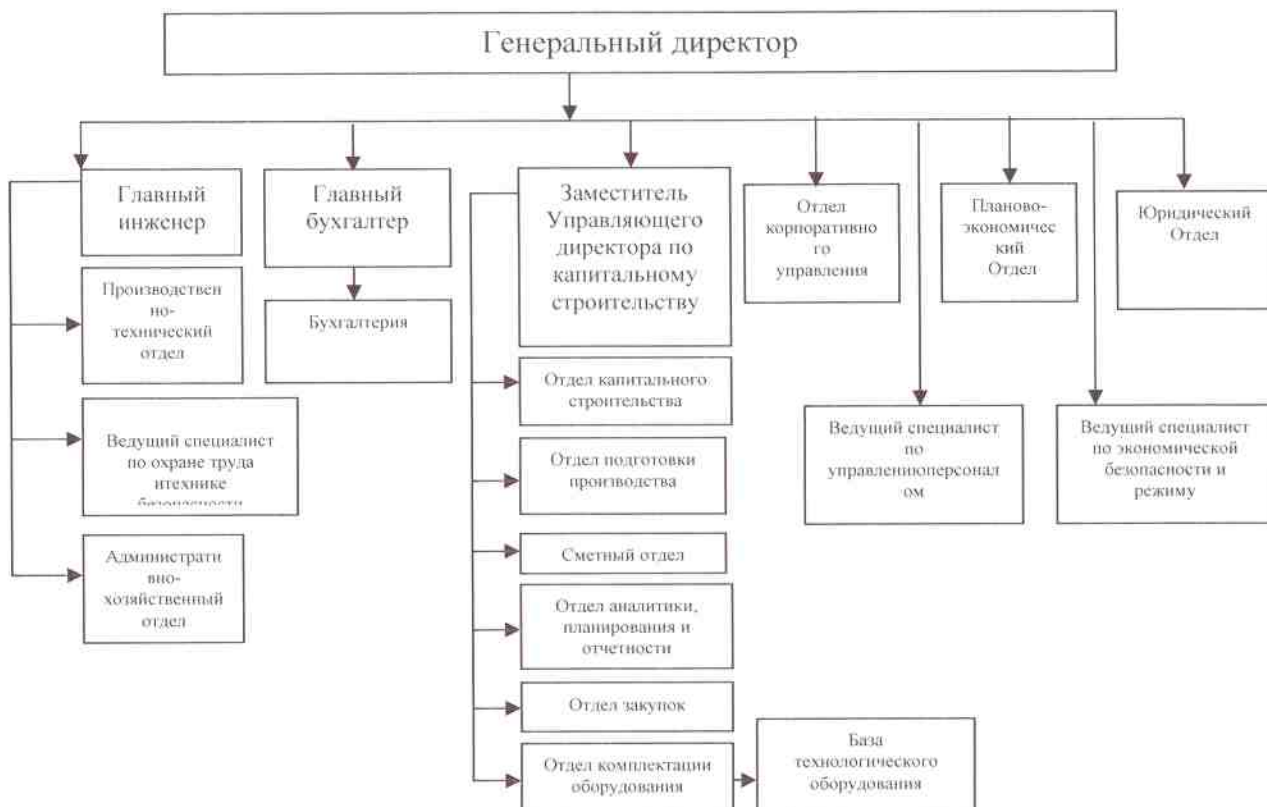 Генеральный директор
Главный
инженер
Главный
бухгалтер
Заместитель
Управляющего
директора по
капитальному
строительству
Отдел
корпоративно
го
управления
Планово-
экономичес
кий
Отдел
Юридический
Отдел
Производствен
но-
технический
отдел
Бухгалтерия
Отдел капитального
строительства
Ведущий специалист
по
управлениюперсонал
ом
Ведущий специалист
по экономической
безопасности и
режиму
Ведущий специалист
по охране труда
итехнике
безопасности
Отдел подготовки
производства
Административ
но-
хозяйственный
отдел
Сметный отдел
Отдел аналитики,
планирования и
отчетности
Отдел закупок
Отдел комплектации
оборудования
База
технологического
оборудования